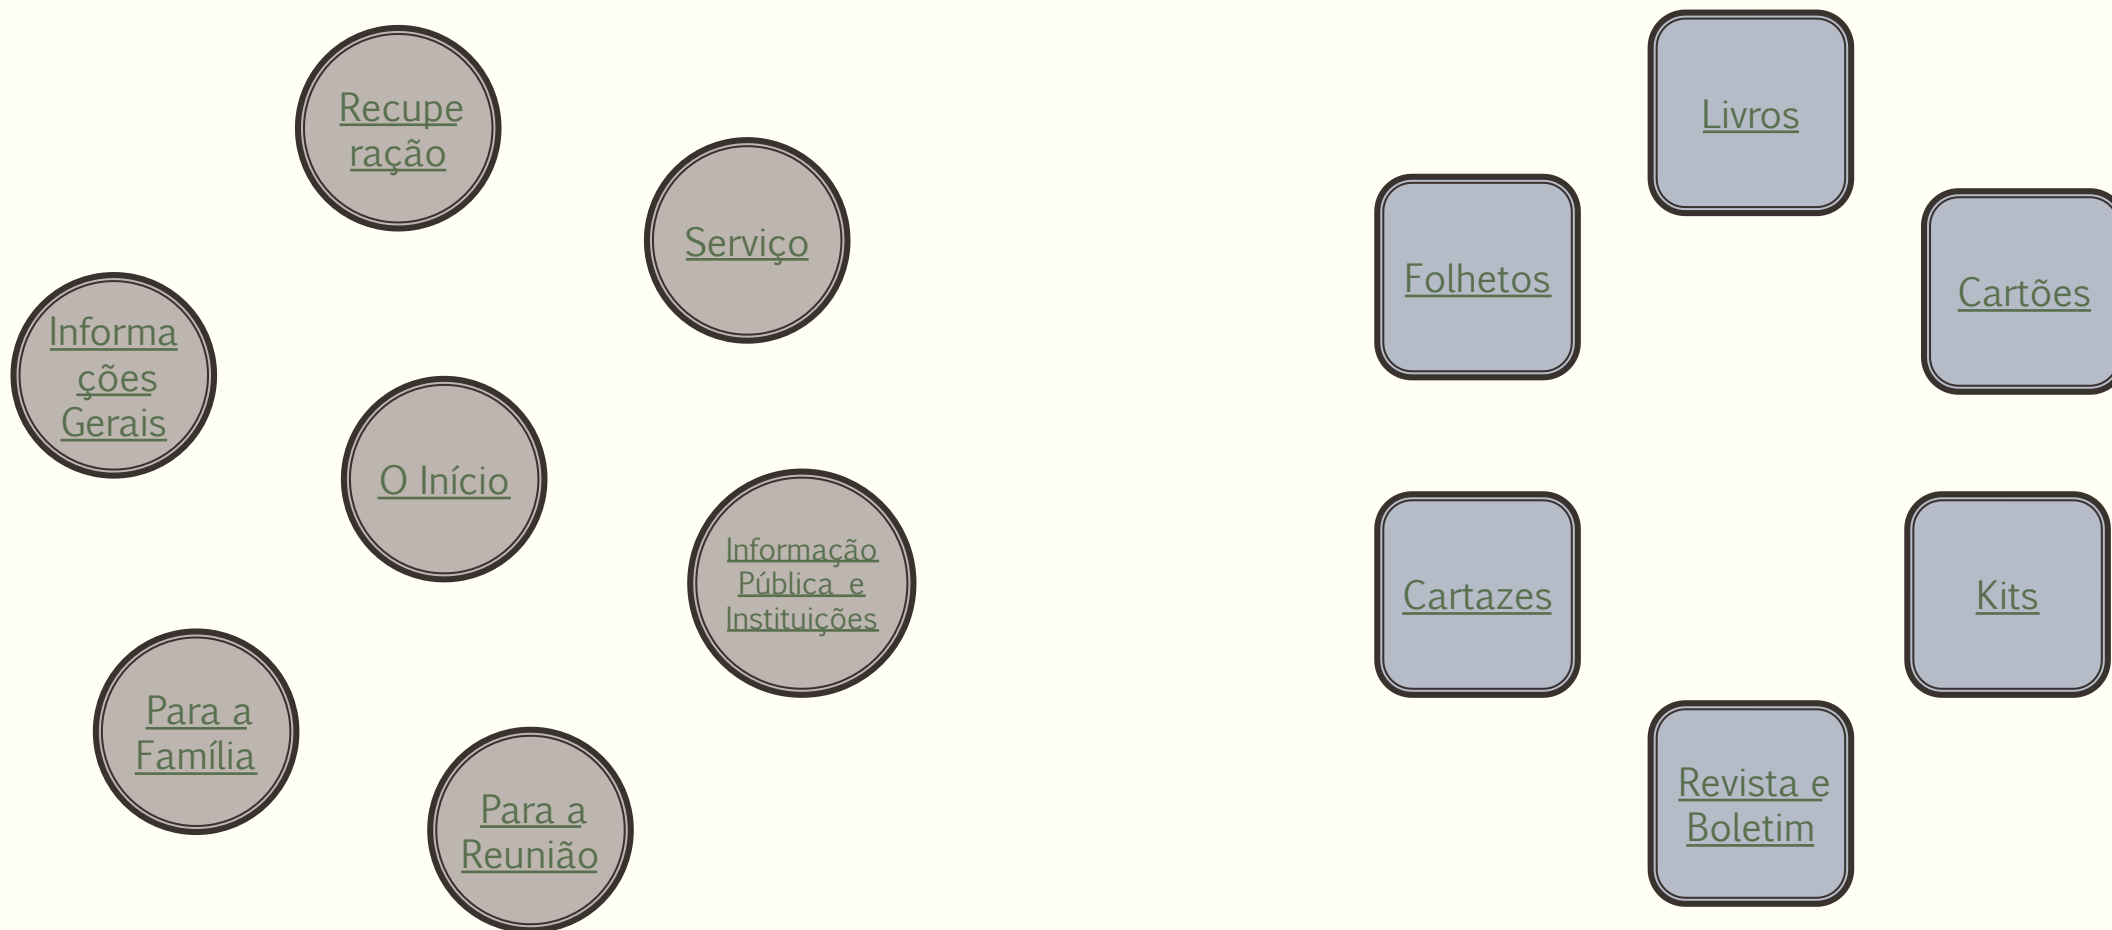 Recupe
ração
Serviço
Informa
ções
Gerais
O Início
Informação
Pública e
Instituições
Para a
Família
Para a
Reunião
Livros
Folhetos
Cartões
Cartazes
Kits
Revista e
Boletim